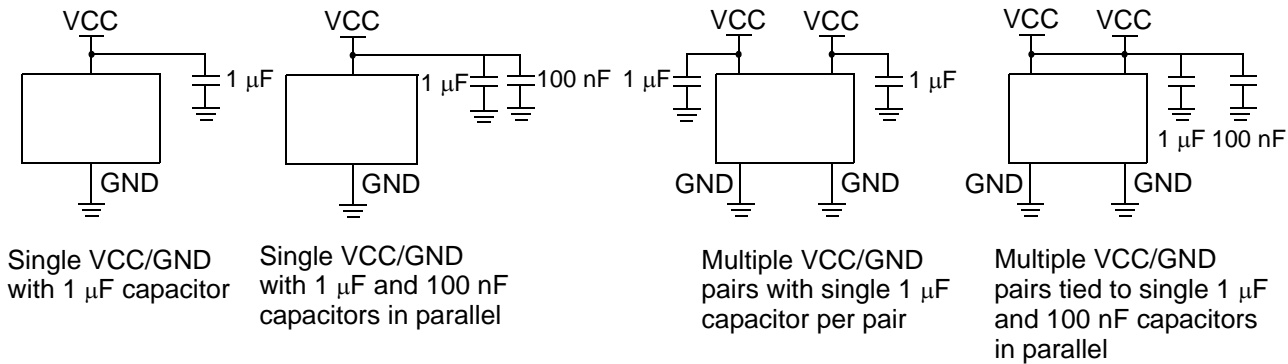 VCC
1 μF
GND
Single VCC/GND
with 1 μF capacitor
VCC
1 μF
100 nF
GND
Single VCC/GND
with 1 μF and 100 nF
capacitors in parallel
VCC
VCC
1 μF
1 μF
GND
GND
Multiple VCC/GND
pairs with single 1 μF
capacitor per pair
VCC
VCC
1 μF 100 nF
GND
GND
Multiple VCC/GND
pairs tied to single 1 μF
and 100 nF capacitors
in parallel